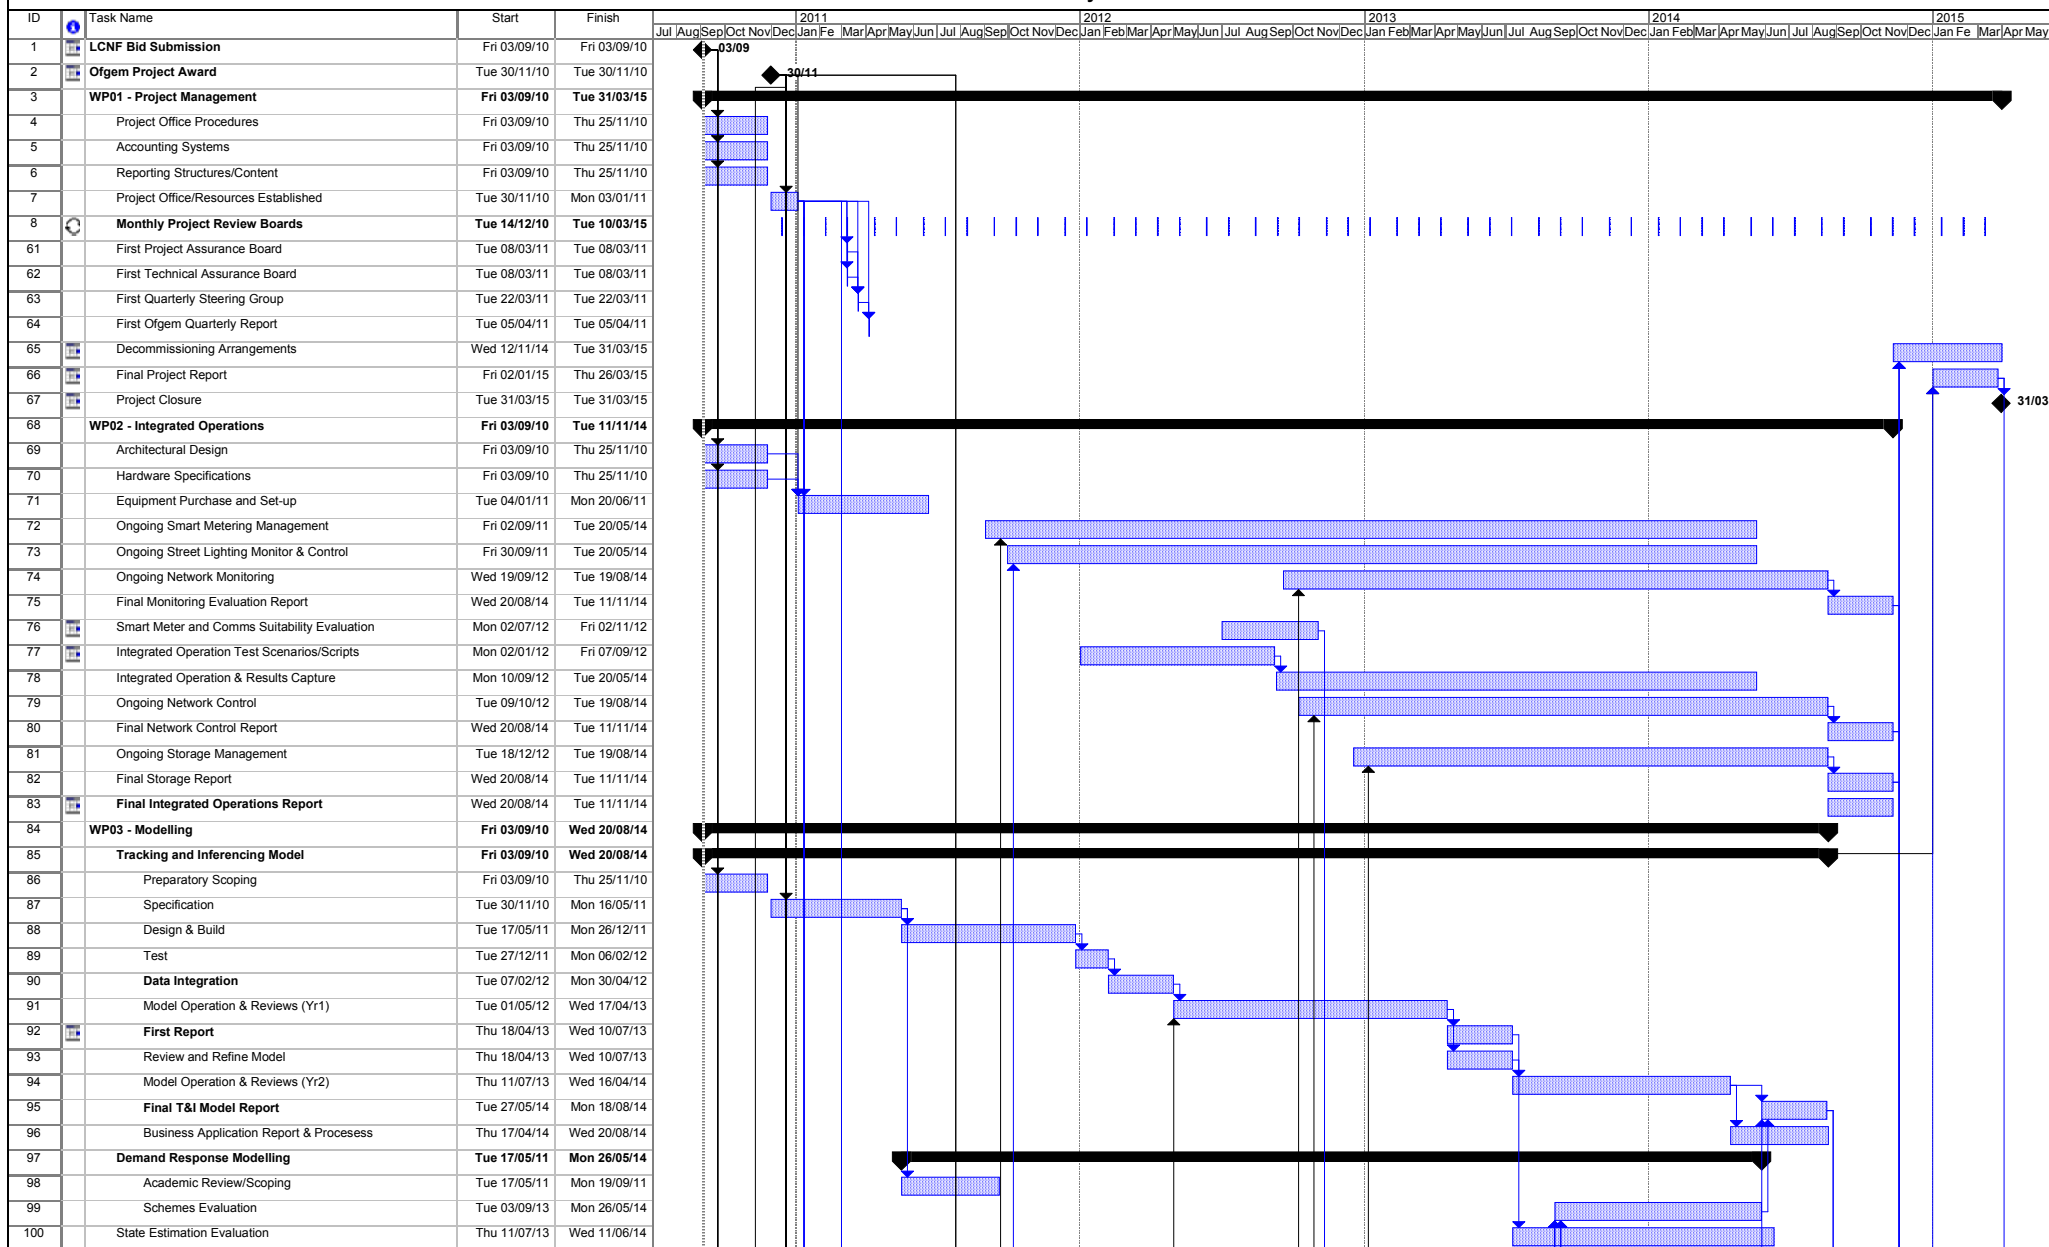 ID Task Name Start Finish 2011 2012 2013 2014 2015
Jul Aug Sep Oct Nov Dec Jan Fe Mar Apr May Jun Jul Aug Sep Oct Nov Dec Jan Feb Mar Apr May Jun Jul Aug Sep Oct Nov Dec Jan Feb Mar Apr May Jun Jul Aug Sep Oct Nov Dec Jan Feb Mar Apr May Jun Jul Aug Sep Oct Nov Dec Jan Fe Mar Apr May
1 LCNF Bid Submission Fri 03/09/10 Fri 03/09/10 03/09
2 Ofgem Project Award Tue 30/11/10 Tue 30/11/10 30/11
3 WP01 - Project Management Fri 03/09/10 Tue 31/03/15
4 Project Office Procedures Fri 03/09/10 Thu 25/11/10
5 Accounting Systems Fri 03/09/10 Thu 25/11/10
6 Reporting Structures/Content Fri 03/09/10 Thu 25/11/10
7 Project Office/Resources Established Tue 30/11/10 Mon 03/01/11
8 Monthly Project Review Boards Tue 14/12/10 Tue 10/03/15
61 First Project Assurance Board Tue 08/03/11 Tue 08/03/11
62 First Technical Assurance Board Tue 08/03/11 Tue 08/03/11
63 First Quarterly Steering Group Tue 22/03/11 Tue 22/03/11
64 First Ofgem Quarterly Report Tue 05/04/11 Tue 05/04/11
65 Decommissioning Arrangements Wed 12/11/14 Tue 31/03/15
66 Final Project Report Fri 02/01/15 Thu 26/03/15
67 Project Closure Tue 31/03/15 Tue 31/03/15 31/03
68 WP02 - Integrated Operations Fri 03/09/10 Tue 11/11/14
69 Architectural Design Fri 03/09/10 Thu 25/11/10
70 Hardware Specifications Fri 03/09/10 Thu 25/11/10
71 Equipment Purchase and Set-up Tue 04/01/11 Mon 20/06/11
72 Ongoing Smart Metering Management Fri 02/09/11 Tue 20/05/14
73 Ongoing Street Lighting Monitor & Control Fri 30/09/11 Tue 20/05/14
74 Ongoing Network Monitoring Wed 19/09/12 Tue 19/08/14
75 Final Monitoring Evaluation Report Wed 20/08/14 Tue 11/11/14
76 Smart Meter and Comms Suitability Evaluation Mon 02/07/12 Fri 02/11/12
77 Integrated Operation Test Scenarios/Scripts Mon 02/01/12 Fri 07/09/12
78 Integrated Operation & Results Capture Mon 10/09/12 Tue 20/05/14
79 Ongoing Network Control Tue 09/10/12 Tue 19/08/14
80 Final Network Control Report Wed 20/08/14 Tue 11/11/14
81 Ongoing Storage Management Tue 18/12/12 Tue 19/08/14
82 Final Storage Report Wed 20/08/14 Tue 11/11/14
83 Final Integrated Operations Report Wed 20/08/14 Tue 11/11/14
84 WP03 - Modelling Fri 03/09/10 Wed 20/08/14
85 Tracking and Inferencing Model Fri 03/09/10 Wed 20/08/14
86 Preparatory Scoping Fri 03/09/10 Thu 25/11/10
87 Specification Tue 30/11/10 Mon 16/05/11
88 Design & Build Tue 17/05/11 Mon 26/12/11
89 Test Tue 27/12/11 Mon 06/02/12
90 Data Integration Tue 07/02/12 Mon 30/04/12
91 Model Operation & Reviews (Yr1) Tue 01/05/12 Wed 17/04/13
92 First Report Thu 18/04/13 Wed 10/07/13
93 Review and Refine Model Thu 18/04/13 Wed 10/07/13
94 Model Operation & Reviews (Yr2) Thu 11/07/13 Wed 16/04/14
95 Final T&I Model Report Tue 27/05/14 Mon 18/08/14
96 Business Application Report & Procesess Thu 17/04/14 Wed 20/08/14
97 Demand Response Modelling Tue 17/05/11 Mon 26/05/14
98 Academic Review/Scoping Tue 17/05/11 Mon 19/09/11
99 Schemes Evaluation Tue 03/09/13 Mon 26/05/14
100 State Estimation Evaluation Thu 11/07/13 Wed 11/06/14